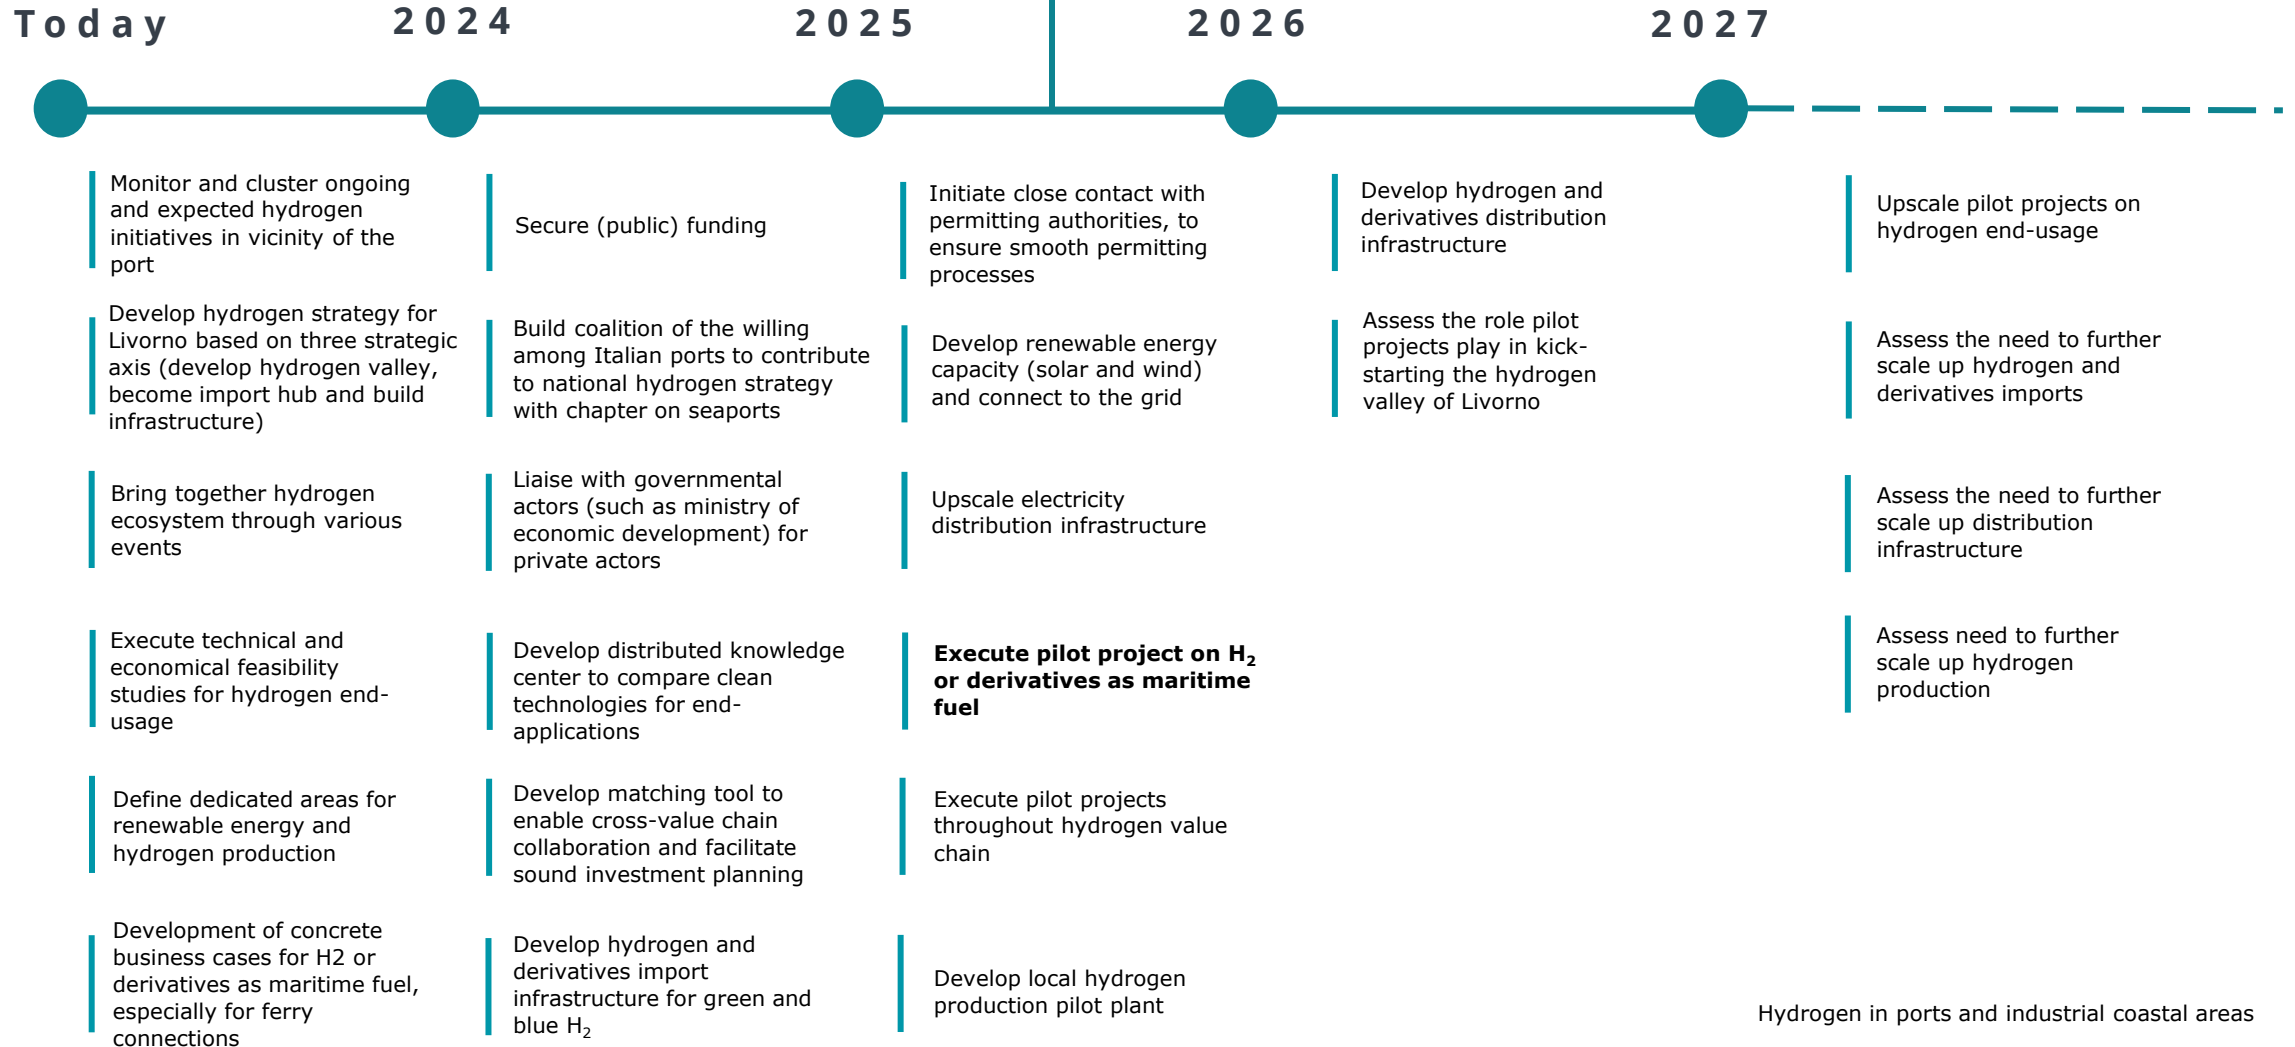 Today
2024
2025
2026
2027
Monitor and cluster ongoing
and expected hydrogen
initiatives in vicinity of the
port
Develop hydrogen strategy for
Livorno based on three strategic
axis (develop hydrogen valley,
become import hub and build
infrastructure)
Bring together hydrogen
ecosystem through various
events
Execute technical and
economical feasibility
studies for hydrogen end-
usage
Define dedicated areas for
renewable energy and
hydrogen production
Development of concrete
business cases for H2 or
derivatives as maritime fuel,
especially for ferry
connections
Secure (public) funding
Build coalition of the willing
among Italian ports to contribute
to national hydrogen strategy
with chapter on seaports
Liaise with governmental
actors (such as ministry of
economic development) for
private actors
Develop distributed knowledge
center to compare clean
technologies for end-
applications
Develop matching tool to
enable cross-value chain
collaboration and facilitate
sound investment planning
Develop hydrogen and
derivatives import
infrastructure for green and
blue H₂
Initiate close contact with
permitting authorities, to
ensure smooth permitting
processes
Develop renewable energy
capacity (solar and wind)
and connect to the grid
Upscale electricity
distribution infrastructure
Execute pilot project on H₂
or derivatives as maritime
fuel
Execute pilot projects
throughout hydrogen value
chain
Develop local hydrogen
production pilot plant
Develop hydrogen and
derivatives distribution
infrastructure
Assess the role pilot
projects play in kick-
starting the hydrogen
valley of Livorno
Upscale pilot projects on
hydrogen end-usage
Assess the need to further
scale up hydrogen and
derivatives imports
Assess the need to further
scale up distribution
infrastructure
Assess need to further
scale up hydrogen
production
Hydrogen in ports and industrial coastal areas